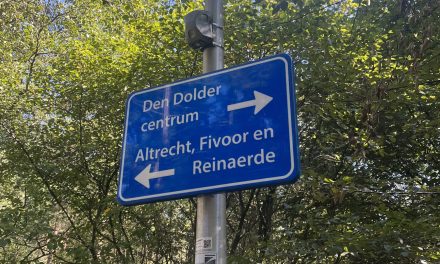 Den Dolder
centrum
Altrecht, Fivoor en
Reinaerde